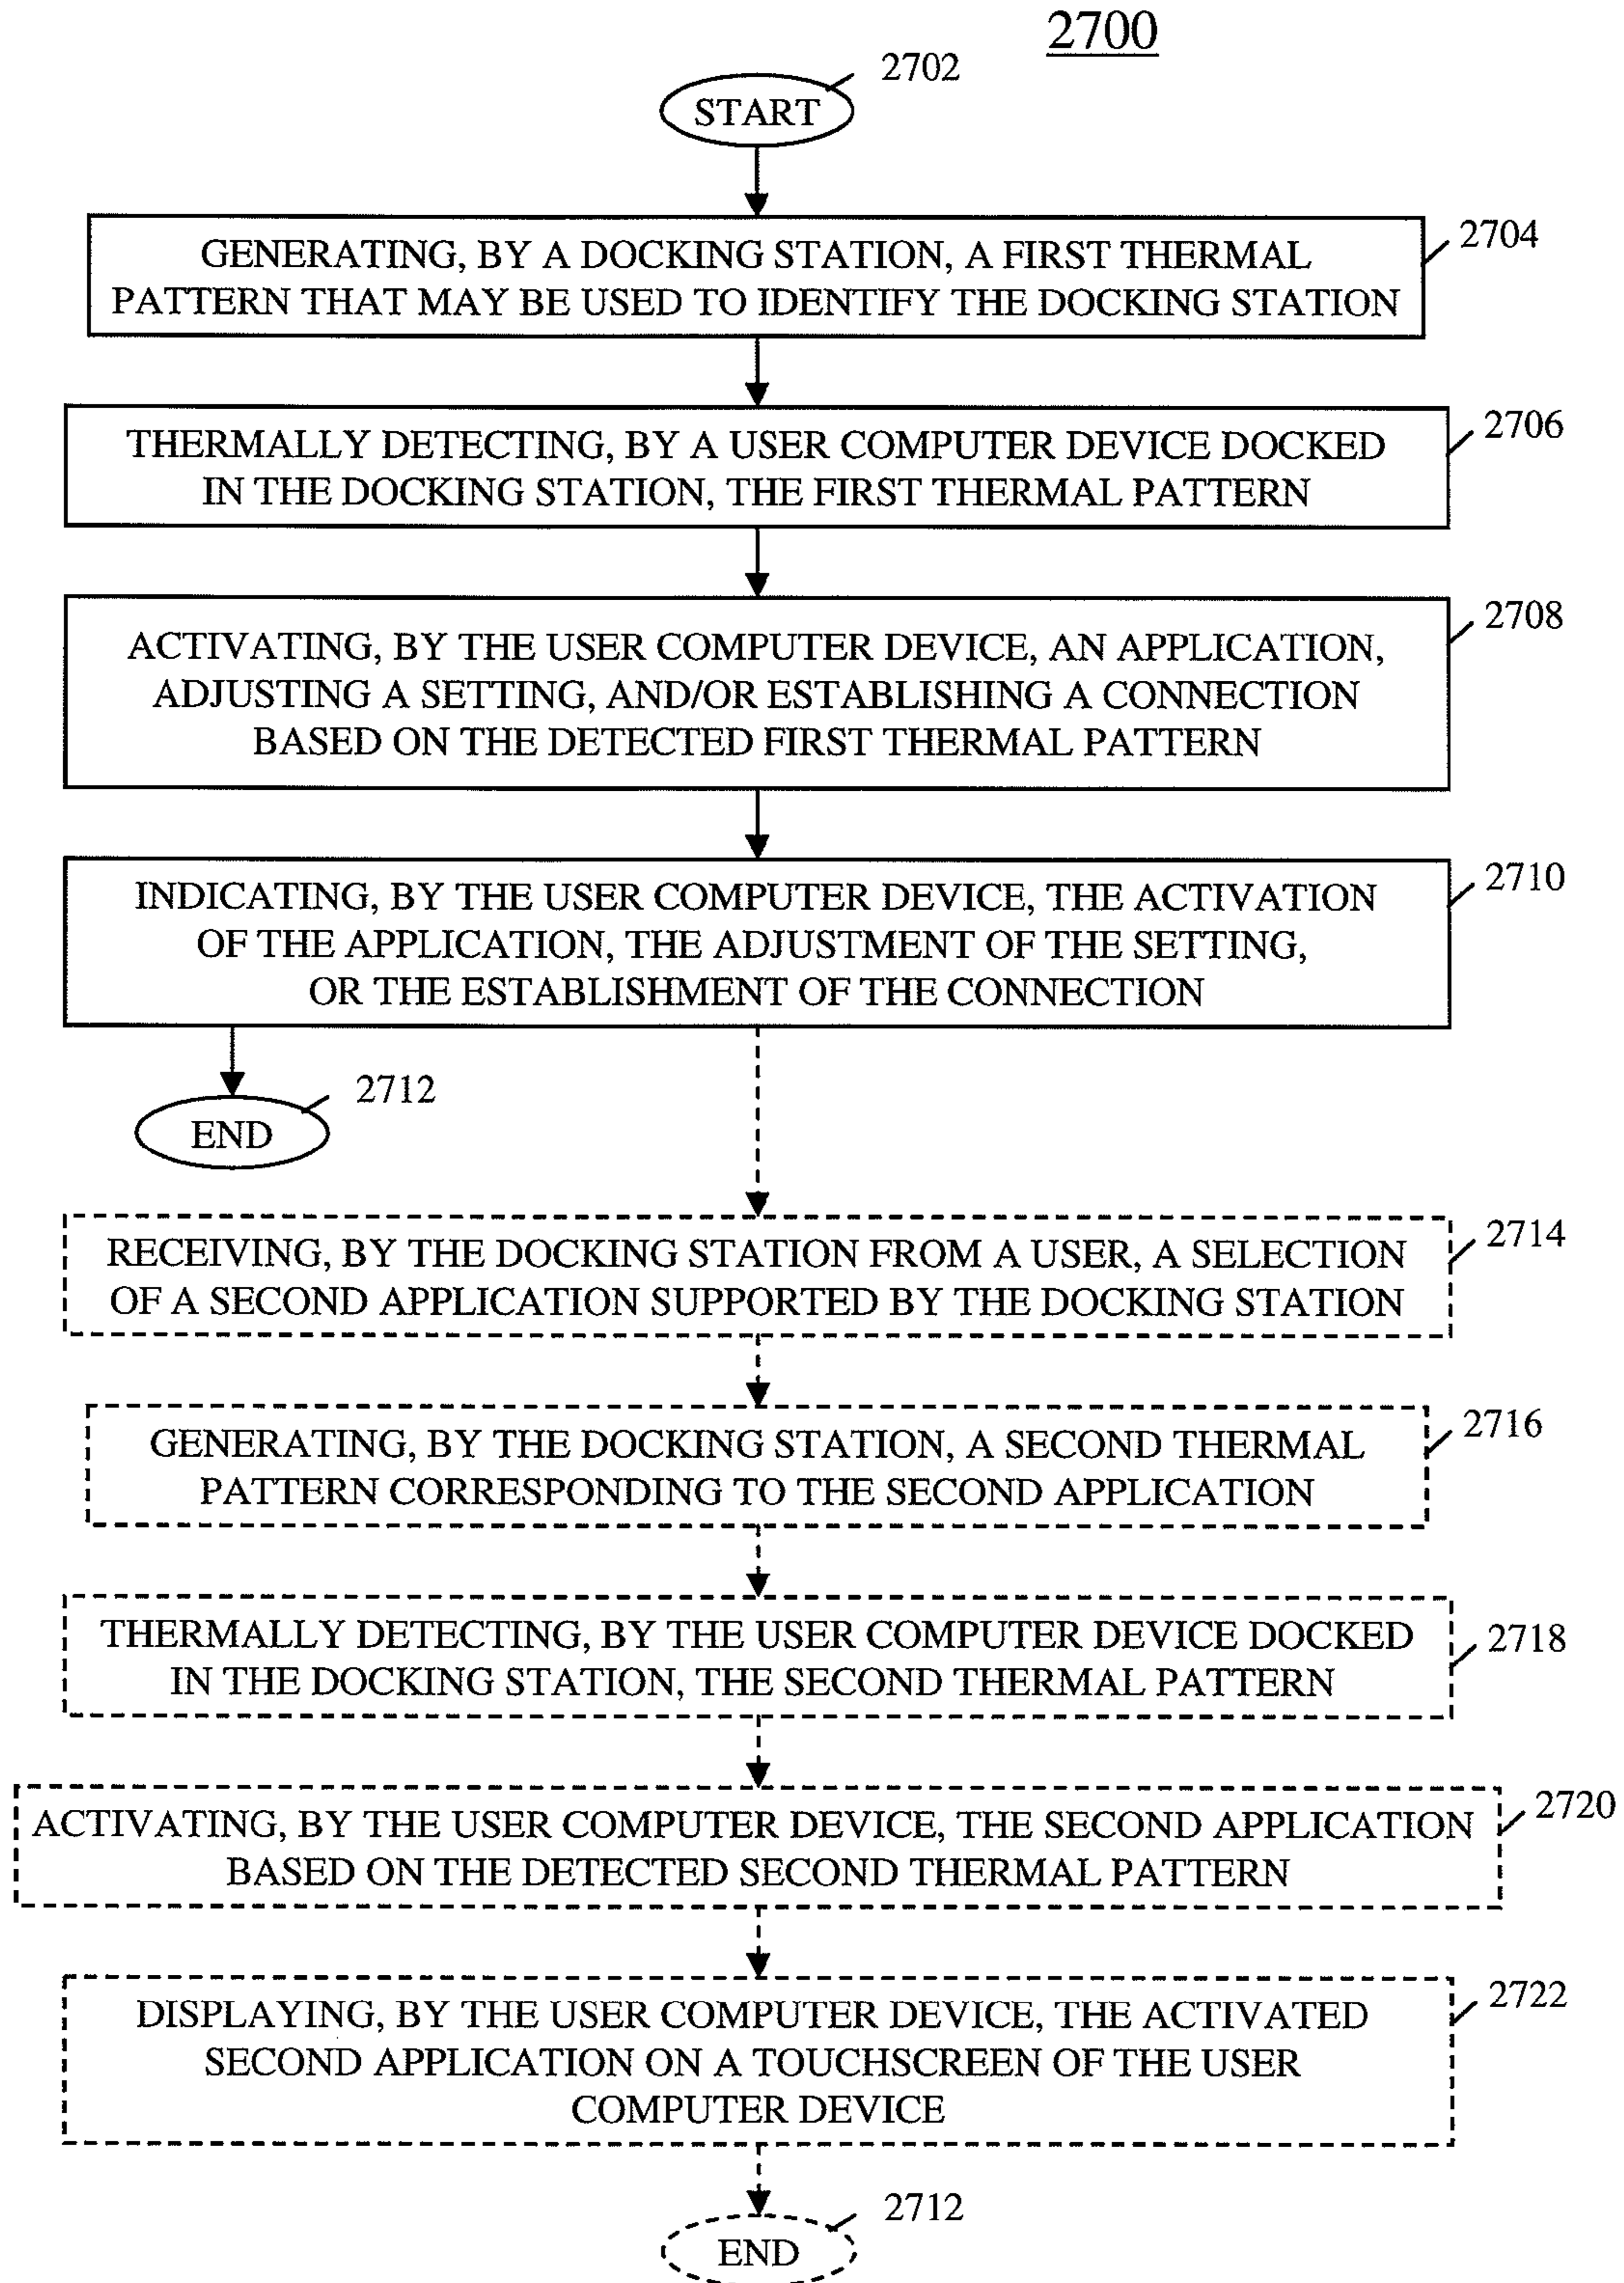 2700
2702
START
2704
GENERATING, BY A DOCKING STATION, A FIRST THERMAL
PATTERN THAT MAY BE USED TO IDENTIFY THE DOCKING STATION
2706
THERMALLY DETECTING, BY A USER COMPUTER DEVICE DOCKED
IN THE DOCKING STATION, THE FIRST THERMAL PATTERN
2708
ACTIVATING, BY THE USER COMPUTER DEVICE, AN APPLICATION,
ADJUSTING A SETTING, AND/OR ESTABLISHING A CONNECTION
BASED ON THE DETECTED FIRST THERMAL PATTERN
2710
INDICATING, BY THE USER COMPUTER DEVICE, THE ACTIVATION
OF THE APPLICATION, THE ADJUSTMENT OF THE SETTING,
OR THE ESTABLISHMENT OF THE CONNECTION
2712
END
2714
RECEIVING, BY THE DOCKING STATION FROM A USER, A SELECTION
OF A SECOND APPLICATION SUPPORTED BY THE DOCKING STATION
2716
GENERATING, BY THE DOCKING STATION, A SECOND THERMAL
PATTERN CORRESPONDING TO THE SECOND APPLICATION
2718
THERMALLY DETECTING, BY THE USER COMPUTER DEVICE DOCKED
IN THE DOCKING STATION, THE SECOND THERMAL PATTERN
2720
ACTIVATING, BY THE USER COMPUTER DEVICE, THE SECOND APPLICATION
BASED ON THE DETECTED SECOND THERMAL PATTERN
2722
DISPLAYING, BY THE USER COMPUTER DEVICE, THE ACTIVATED
SECOND APPLICATION ON A TOUCHSCREEN OF THE USER
COMPUTER DEVICE
2712
END